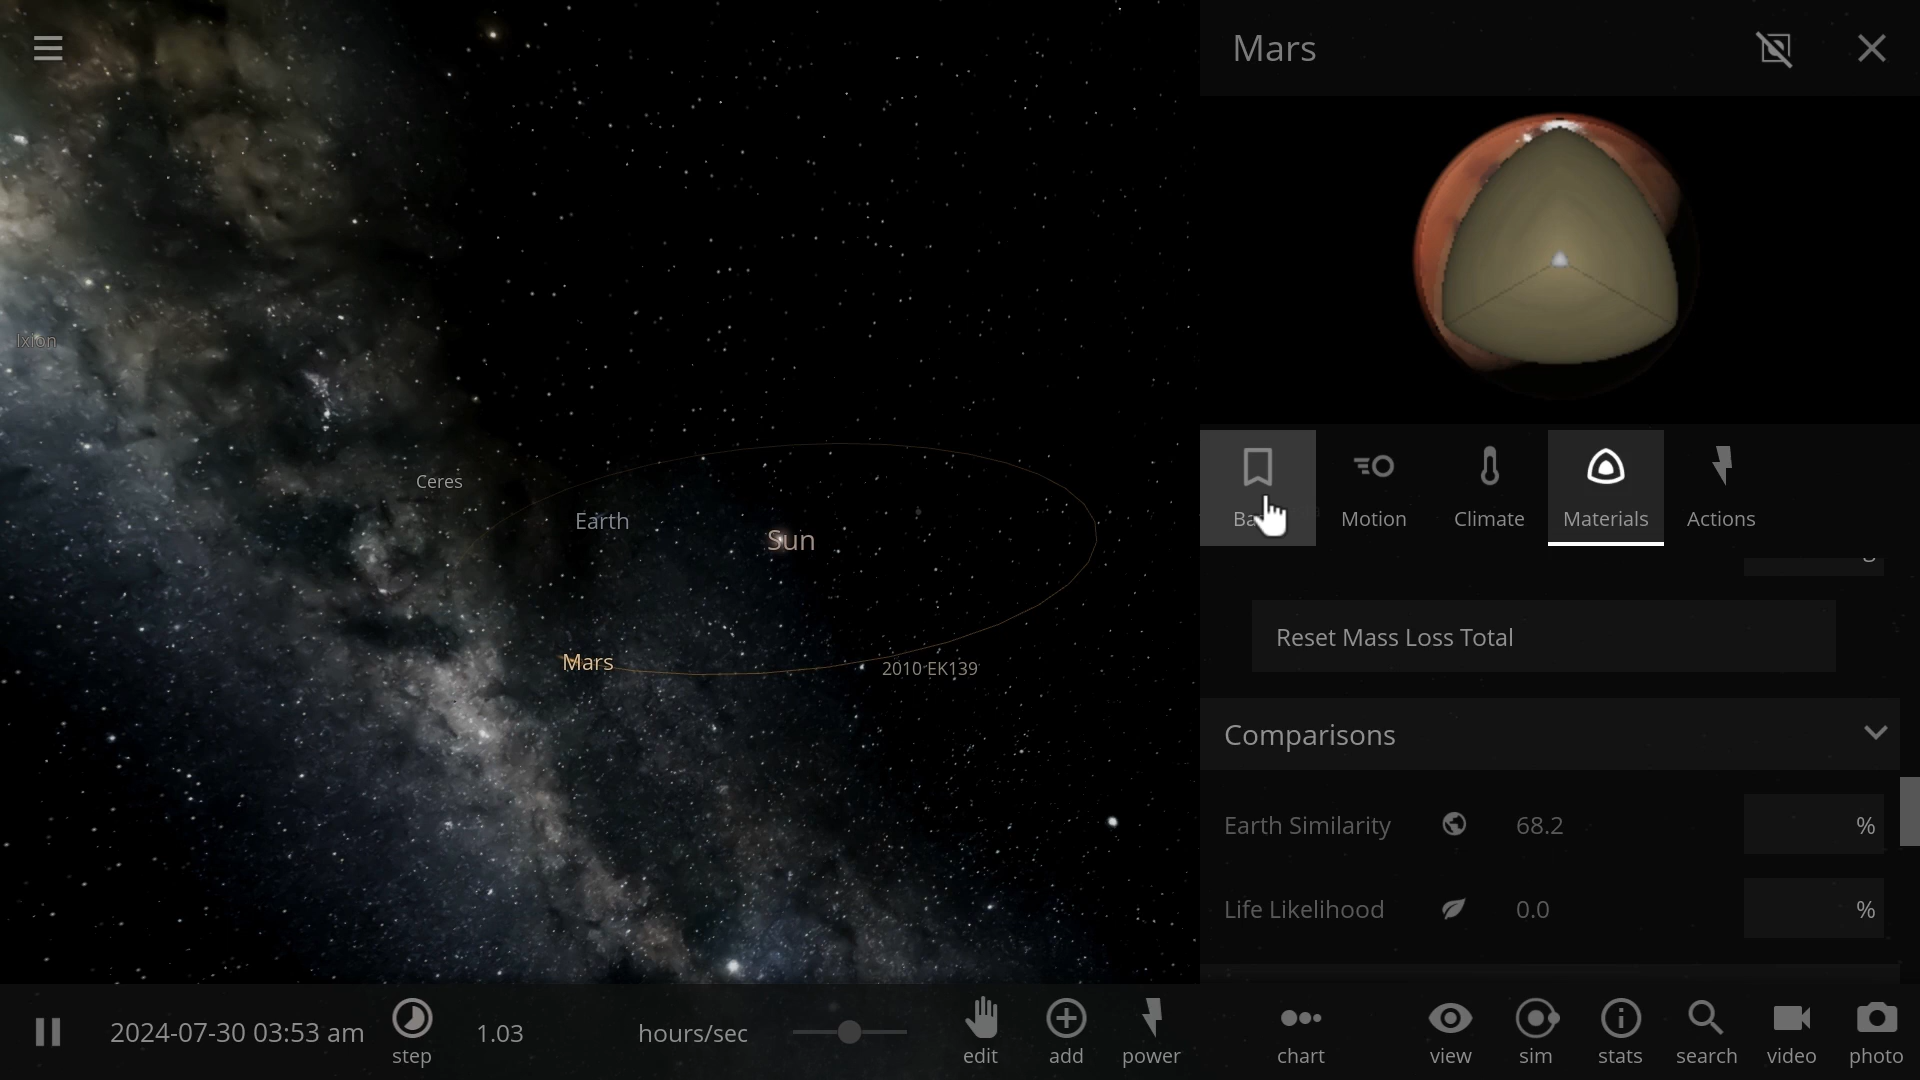 Mars
Ixion
Ceres
Earth
Sun
Mars
2010 EK139
Motion
Climate
Materials
Actions
Reset Mass Loss Total
Comparisons
Earth Similarity 68.2 %
Life Likelihood 0.0 %
2024-07-30 03:53 am
step
1.03
hours/sec
edit
add
power
chart
view
sim
stats
search
video
photo